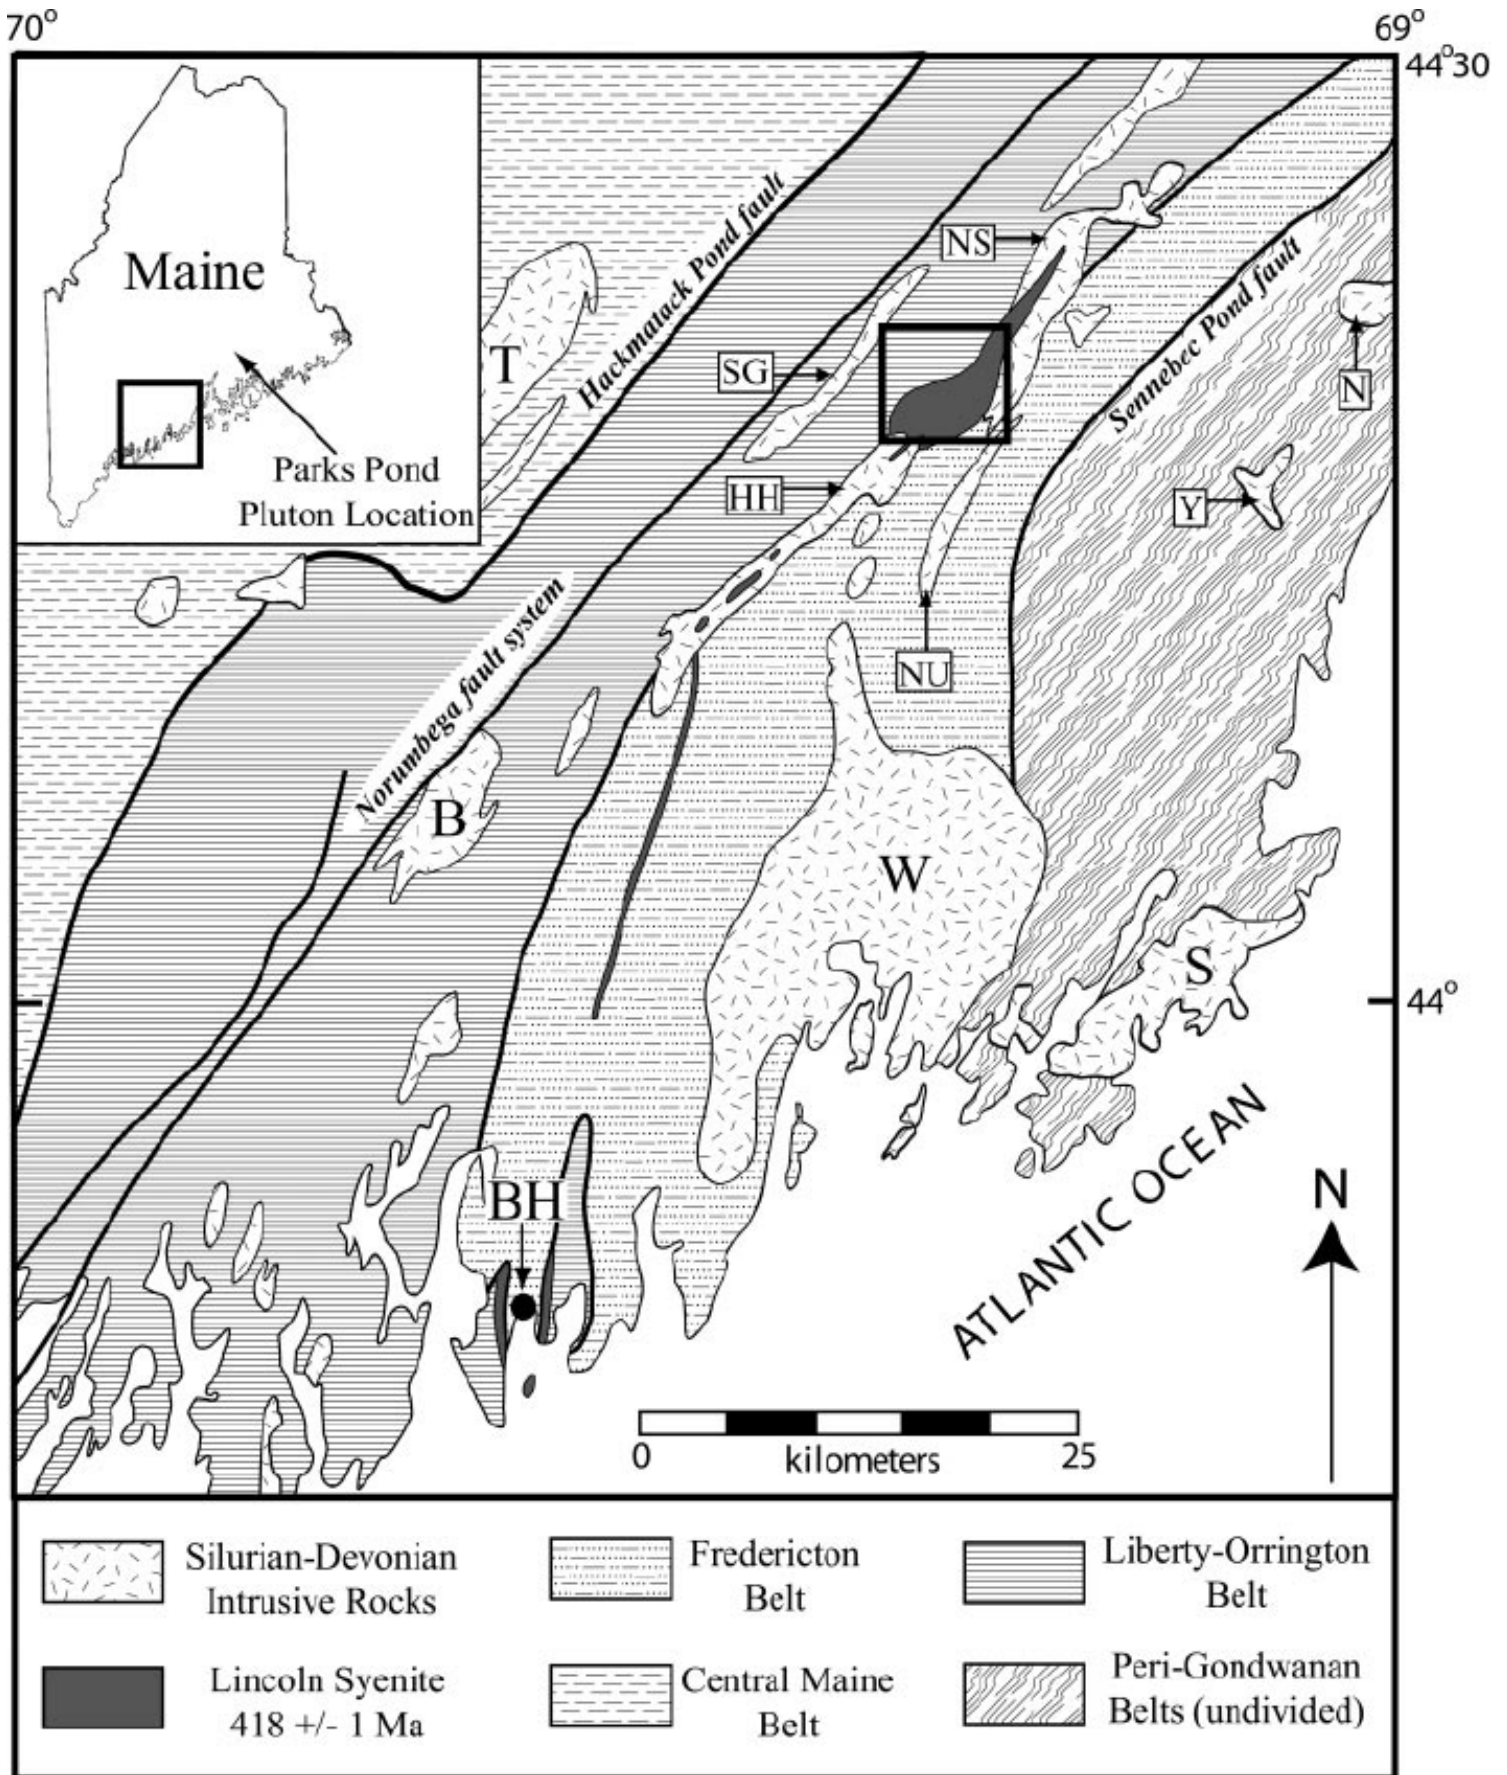 70°
69°
44°30
Maine
Parks Pond
Pluton Location
Hackmatack Pond fault
NS
Sennebec Pond fault
T
SG
N
HH
Y
Norumbega fault system
NU
B
W
S
44°
BH
ATLANTIC OCEAN
N
0 kilometers 25
Silurian-Devonian
Intrusive Rocks
Fredericton
Belt
Liberty-Orrington
Belt
Lincoln Syenite
418 +/- 1 Ma
Central Maine
Belt
Peri-Gondwanan
Belts (undivided)